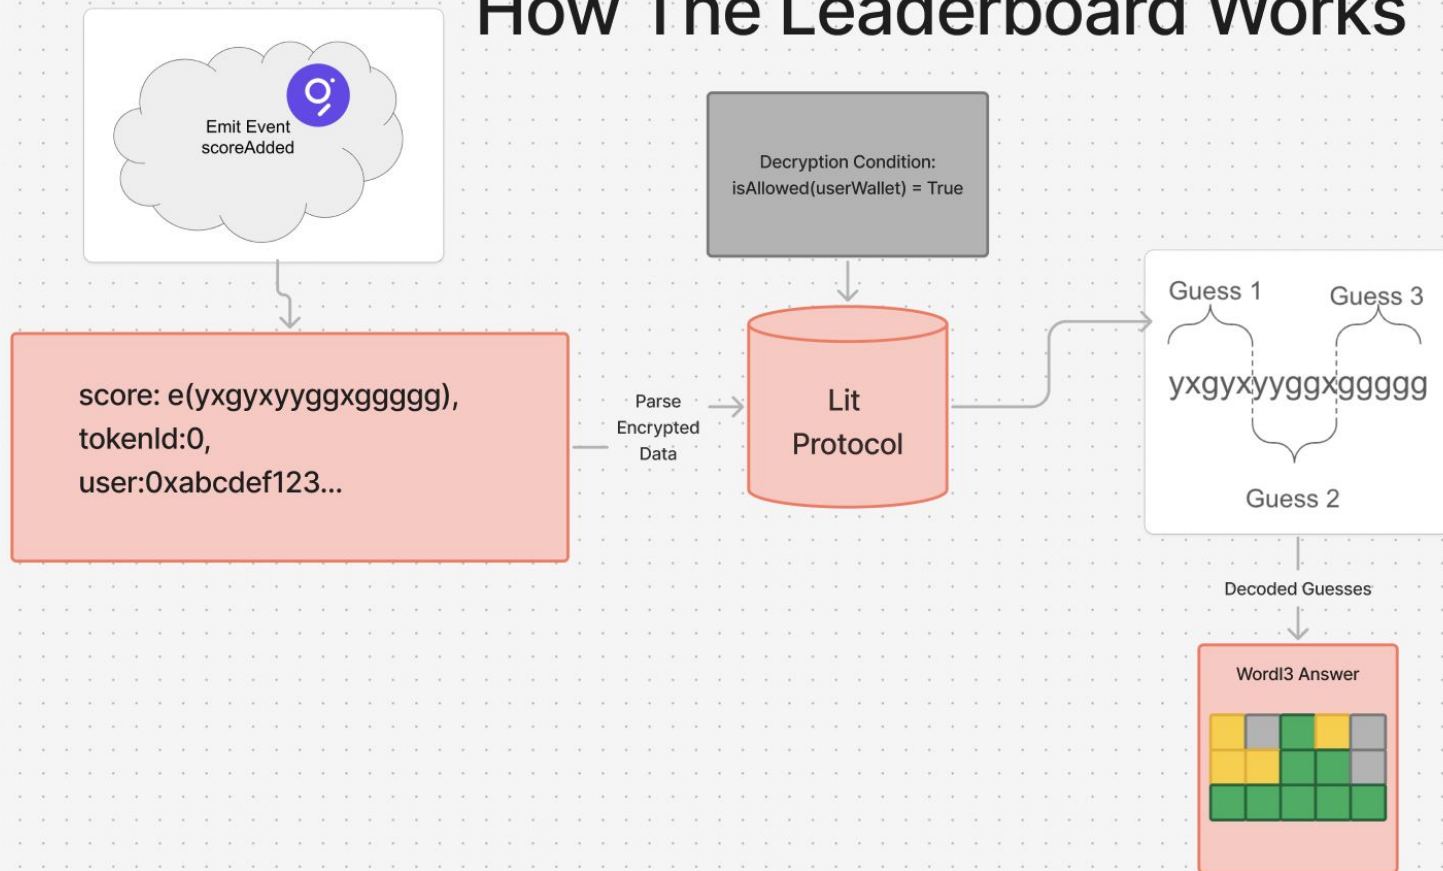 How The Leaderboard Works
Emit Event
scoreAdded
Decryption Condition:
isAllowed(userWallet) = True
score: e(yxgyxyyggxggggg),
tokenId:0,
user:0xabcdef123...
Parse
Encrypted
Data
Lit
Protocol
Guess 1
Guess 3
yxgyxyyggxggggg
Guess 2
Decoded Guesses
Wordl3 Answer